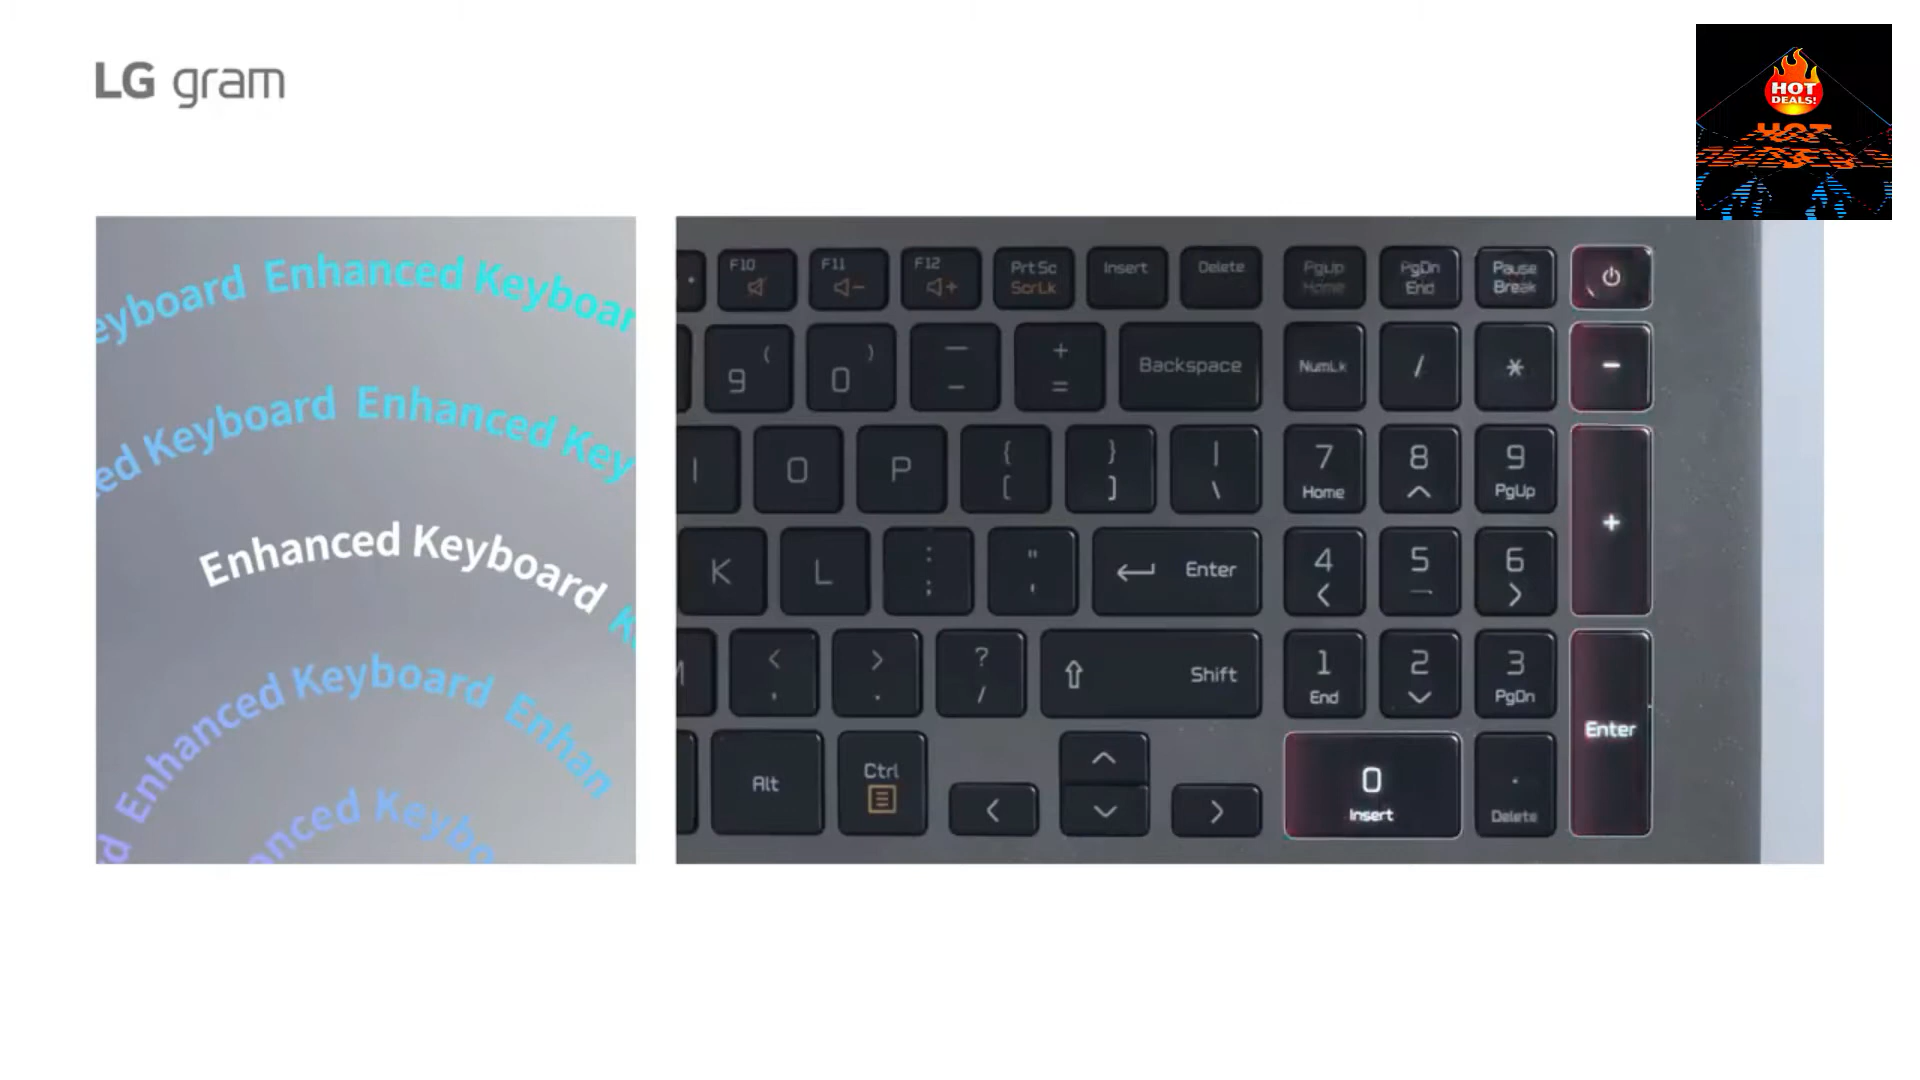 LG gram
HOT
DEALS!
HOT
eyboard Enhanced Keyboar
ed Keyboard Enhanced Key
Enhanced Keyboard K
d Enhanced Keyboard Enhan
anced Keybo
F10 F11 F12 Prt Sc ScrLk Insert Delete PgUp Home PgDn End Pause Break
9 ( 0 ) — - + = Backspace NumLk / * -
I O P { [ } ] | \ 7 Home 8 9 PgUp +
K L : ; " ' Enter 4 < 5 6 >
M < , > . ? / Shift 1 End 2 3 PgDn Enter
Alt Ctrl < > 0 Insert . Delete